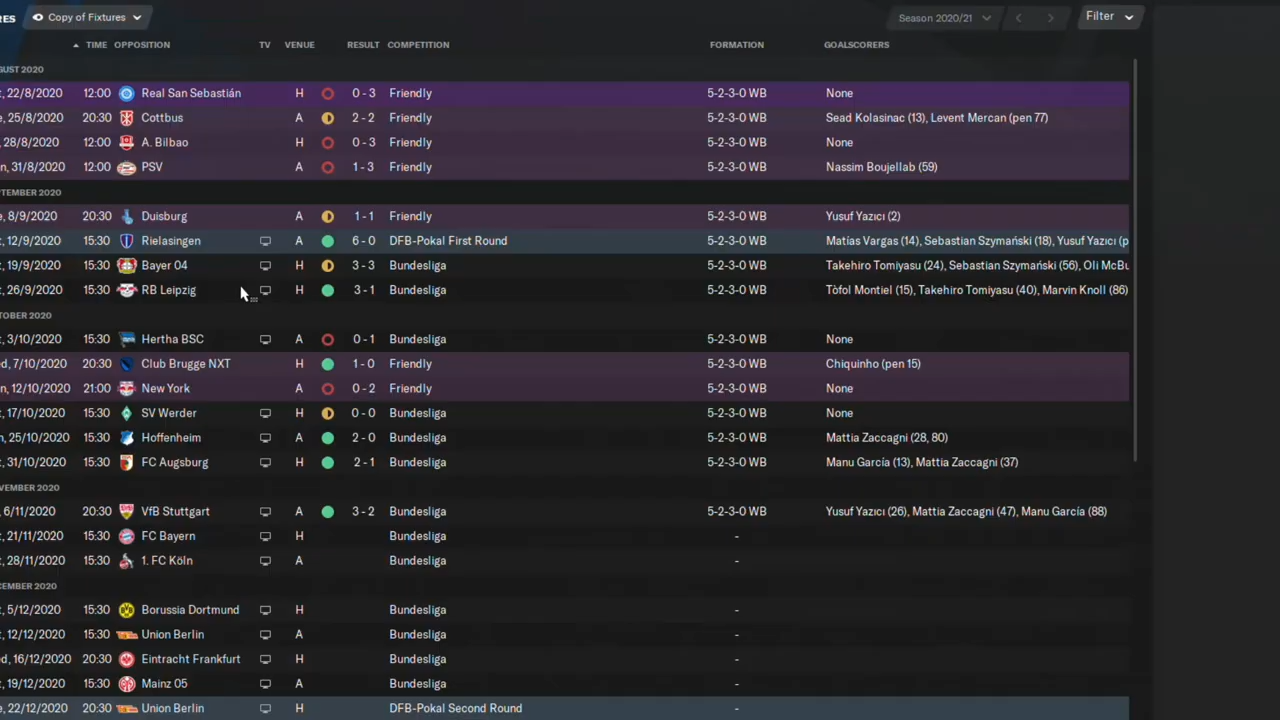 RES Copy of Fixtures Season 2020/21 Filter
TIME OPPOSITION TV VENUE RESULT COMPETITION FORMATION GOALSCORERS
GUST 2020
t, 22/8/2020 12:00 Real San Sebastián H 0 - 3 Friendly 5-2-3-0 WB None
e, 25/8/2020 20:30 Cottbus A 2 - 2 Friendly 5-2-3-0 WB Sead Kolasinac (13), Levent Mercan (pen 77)
, 28/8/2020 12:00 A. Bilbao H 0 - 3 Friendly 5-2-3-0 WB None
n, 31/8/2020 12:00 PSV A 1 - 3 Friendly 5-2-3-0 WB Nassim Boujellab (59)
TEMBER 2020
e, 8/9/2020 20:30 Duisburg A 1 - 1 Friendly 5-2-3-0 WB Yusuf Yazıcı (2)
t, 12/9/2020 15:30 Rielasingen A 6 - 0 DFB-Pokal First Round 5-2-3-0 WB Matías Vargas (14), Sebastian Szymański (18), Yusuf Yazıcı (p
t, 19/9/2020 15:30 Bayer 04 H 3 - 3 Bundesliga 5-2-3-0 WB Takehiro Tomiyasu (24), Sebastian Szymański (56), Oli McBu
t, 26/9/2020 15:30 RB Leipzig H 3 - 1 Bundesliga 5-2-3-0 WB Tòfol Montiel (15), Takehiro Tomiyasu (40), Marvin Knoll (86)
TOBER 2020
t, 3/10/2020 15:30 Hertha BSC A 0 - 1 Bundesliga 5-2-3-0 WB None
ed, 7/10/2020 20:30 Club Brugge NXT H 1 - 0 Friendly 5-2-3-0 WB Chiquinho (pen 15)
n, 12/10/2020 21:00 New York A 0 - 2 Friendly 5-2-3-0 WB None
t, 17/10/2020 15:30 SV Werder H 0 - 0 Bundesliga 5-2-3-0 WB None
n, 25/10/2020 15:30 Hoffenheim A 2 - 0 Bundesliga 5-2-3-0 WB Mattia Zaccagni (28, 80)
t, 31/10/2020 15:30 FC Augsburg H 2 - 1 Bundesliga 5-2-3-0 WB Manu García (13), Mattia Zaccagni (37)
VEMBER 2020
, 6/11/2020 20:30 VfB Stuttgart A 3 - 2 Bundesliga 5-2-3-0 WB Yusuf Yazıcı (26), Mattia Zaccagni (47), Manu García (88)
t, 21/11/2020 15:30 FC Bayern H Bundesliga -
t, 28/11/2020 15:30 1. FC Köln A Bundesliga -
CEMBER 2020
t, 5/12/2020 15:30 Borussia Dortmund H Bundesliga -
t, 12/12/2020 15:30 Union Berlin A Bundesliga -
ed, 16/12/2020 20:30 Eintracht Frankfurt H Bundesliga -
t, 19/12/2020 15:30 Mainz 05 A Bundesliga -
e, 22/12/2020 20:30 Union Berlin H DFB-Pokal Second Round -